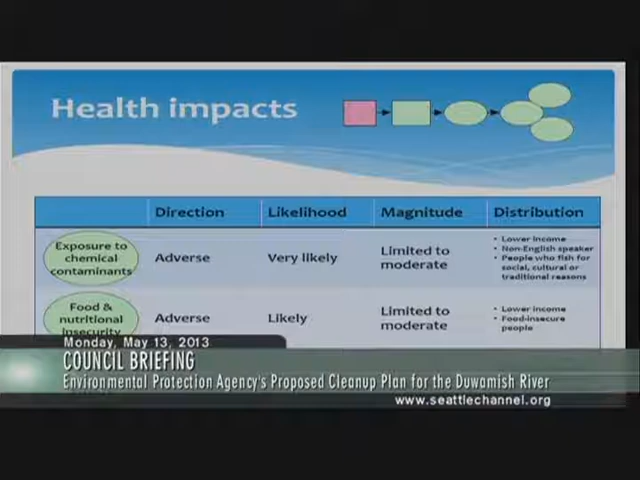 Health impacts
Direction
Likelihood
Magnitude
Distribution
Exposure to
chemical
contaminants
Adverse
Very likely
Limited to
moderate
• Lower income
• Non-English speaker
• People who fish for
social, cultural or
traditional reasons
Food &
nutritional
insecurity
Adverse
Likely
Limited to
moderate
• Lower income
• Food-insecure
people
Monday, May 13, 2013
COUNCIL BRIEFING
Environmental Protection Agency's Proposed Cleanup Plan for the Duwamish River
www.seattlechannel.org